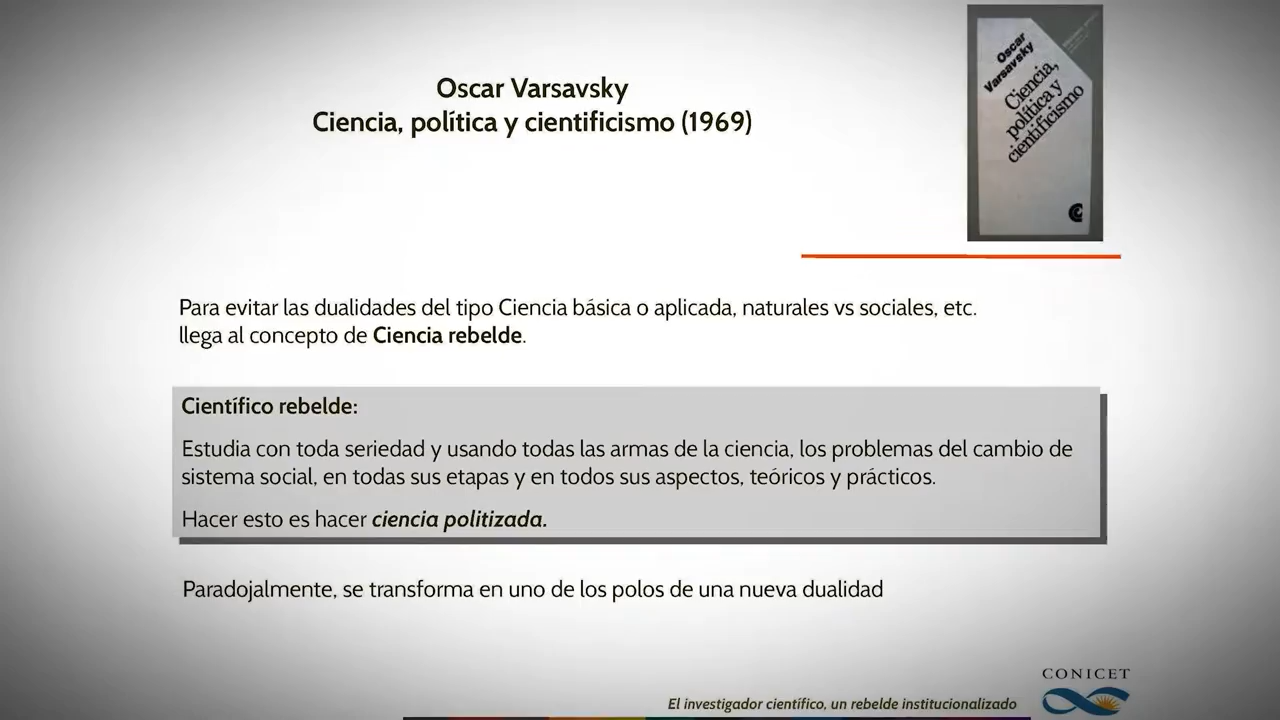 Oscar Varsavsky
Ciencia, política y cientificismo (1969)
Oscar
Varsavsky
Ciencia,
política y
cientificismo
Para evitar las dualidades del tipo Ciencia básica o aplicada, naturales vs sociales, etc.
llega al concepto de Ciencia rebelde.
Científico rebelde:
Estudia con toda seriedad y usando todas las armas de la ciencia, los problemas del cambio de
sistema social, en todas sus etapas y en todos sus aspectos, teóricos y prácticos.
Hacer esto es hacer ciencia politizada.
Paradojalmente, se transforma en uno de los polos de una nueva dualidad
CONICET
El investigador científico, un rebelde institucionalizado